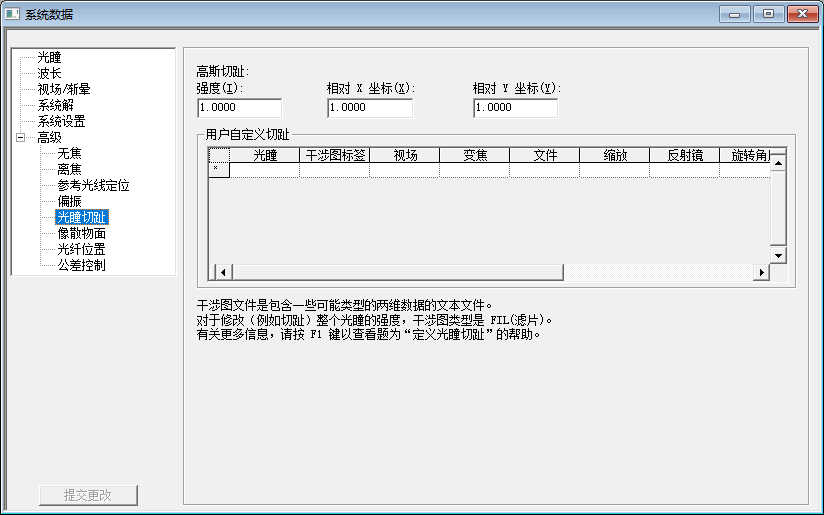 系统数据
光瞳
波长
视场/渐晕
系统解
系统设置
高级
无焦
离焦
参考光线定位
偏振
光瞳切趾
像散物面
光纤位置
公差控制
提交更改
高斯切趾:
强度(I): 相对 X 坐标(X): 相对 Y 坐标(Y):
1.0000 1.0000 1.0000
用户自定义切趾
光瞳 干涉图标签 视场 变焦 文件 缩放 反射镜 旋转角
*
干涉图文件是包含一些可能类型的两维数据的文本文件。
对于修改（例如切趾）整个光瞳的强度，干涉图类型是 FIL(滤片)。
有关更多信息，请按 F1 键以查看题为“定义光瞳切趾”的帮助。